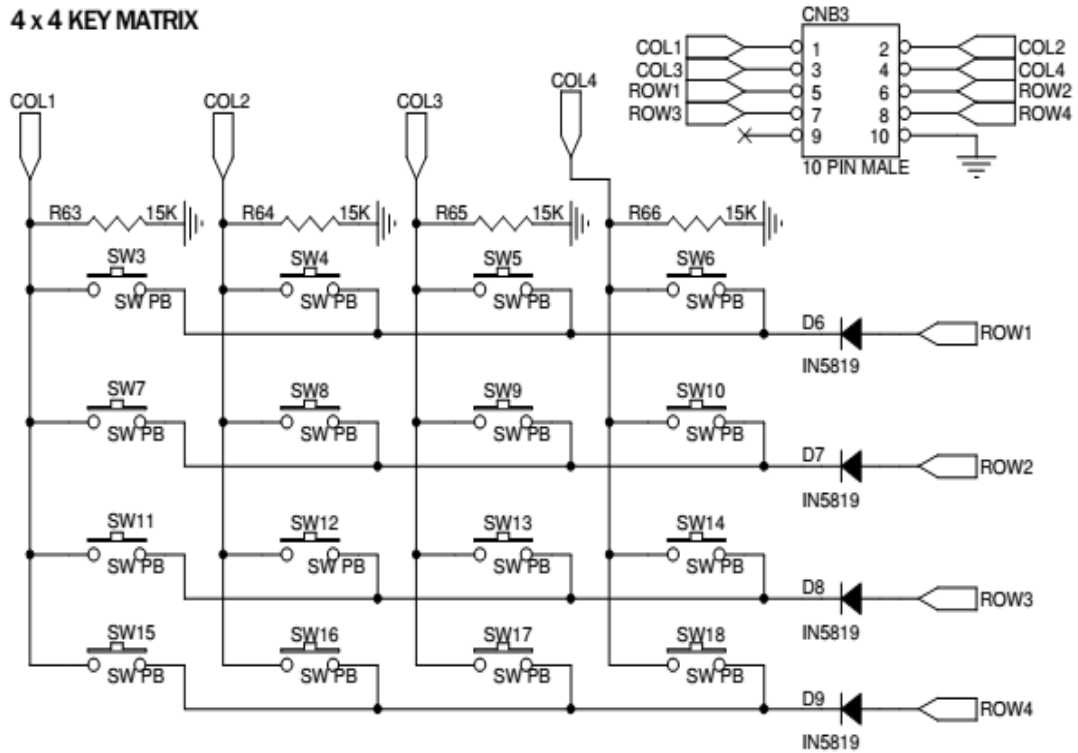 4 x 4 KEY MATRIX
CNB3
COL1 1 2 COL2
COL3 3 4 COL4
ROW1 5 6 ROW2
ROW3 7 8 ROW4
9 10
10 PIN MALE
COL1 COL2 COL3 COL4
R63 15K R64 15K R65 15K R66 15K
SW3 SW4 SW5 SW6
SW PB SW PB SW PB SW PB
D6 ROW1
IN5819
SW7 SW8 SW9 SW10
SW PB SW PB SW PB SW PB
D7 ROW2
IN5819
SW11 SW12 SW13 SW14
SW PB SW PB SW PB SW PB
D8 ROW3
IN5819
SW15 SW16 SW17 SW18
SW PB SW PB SW PB SW PB
D9 ROW4
IN5819